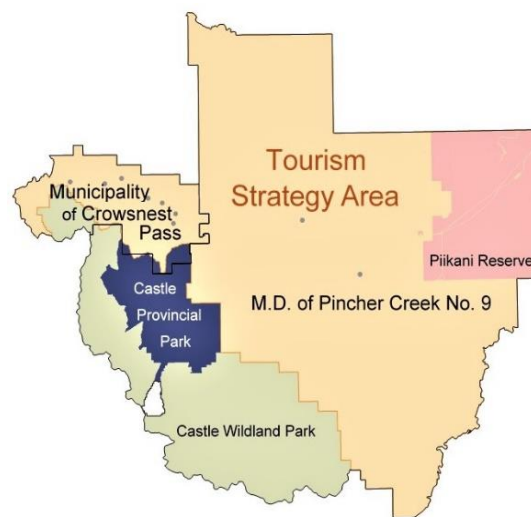 Tourism
Strategy Area
Municipality
of Crowsnest
Pass
Piikani Reserve
Castle
Provincial
Park
M.D. of Pincher Creek No. 9
Castle Wildland Park